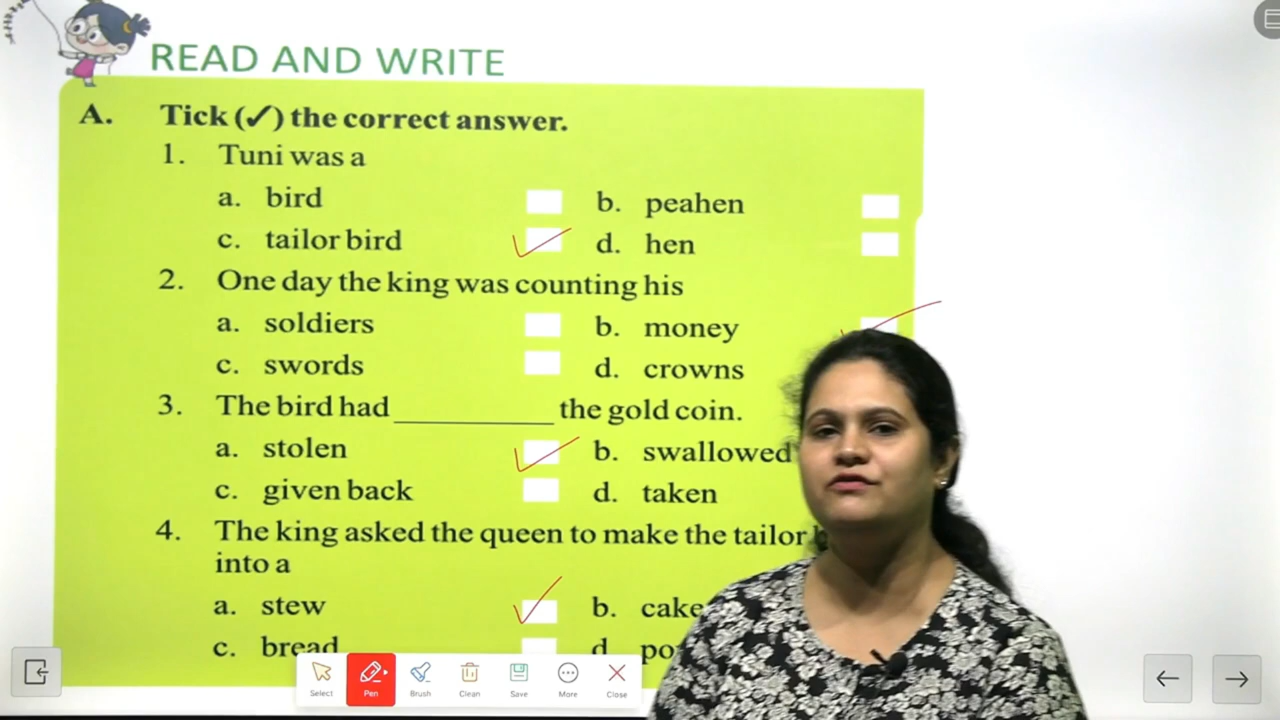 READ AND WRITE
A. Tick (✓) the correct answer.
1. Tuni was a
a. bird b. peahen
c. tailor bird d. hen
2. One day the king was counting his
a. soldiers b. money
c. swords d. crowns
3. The bird had __________ the gold coin.
a. stolen b. swallowed
c. given back d. taken
4. The king asked the queen to make the tailor
into a
a. stew b. cake
c. bread d.
Select Pen Brush Clean Save More Close